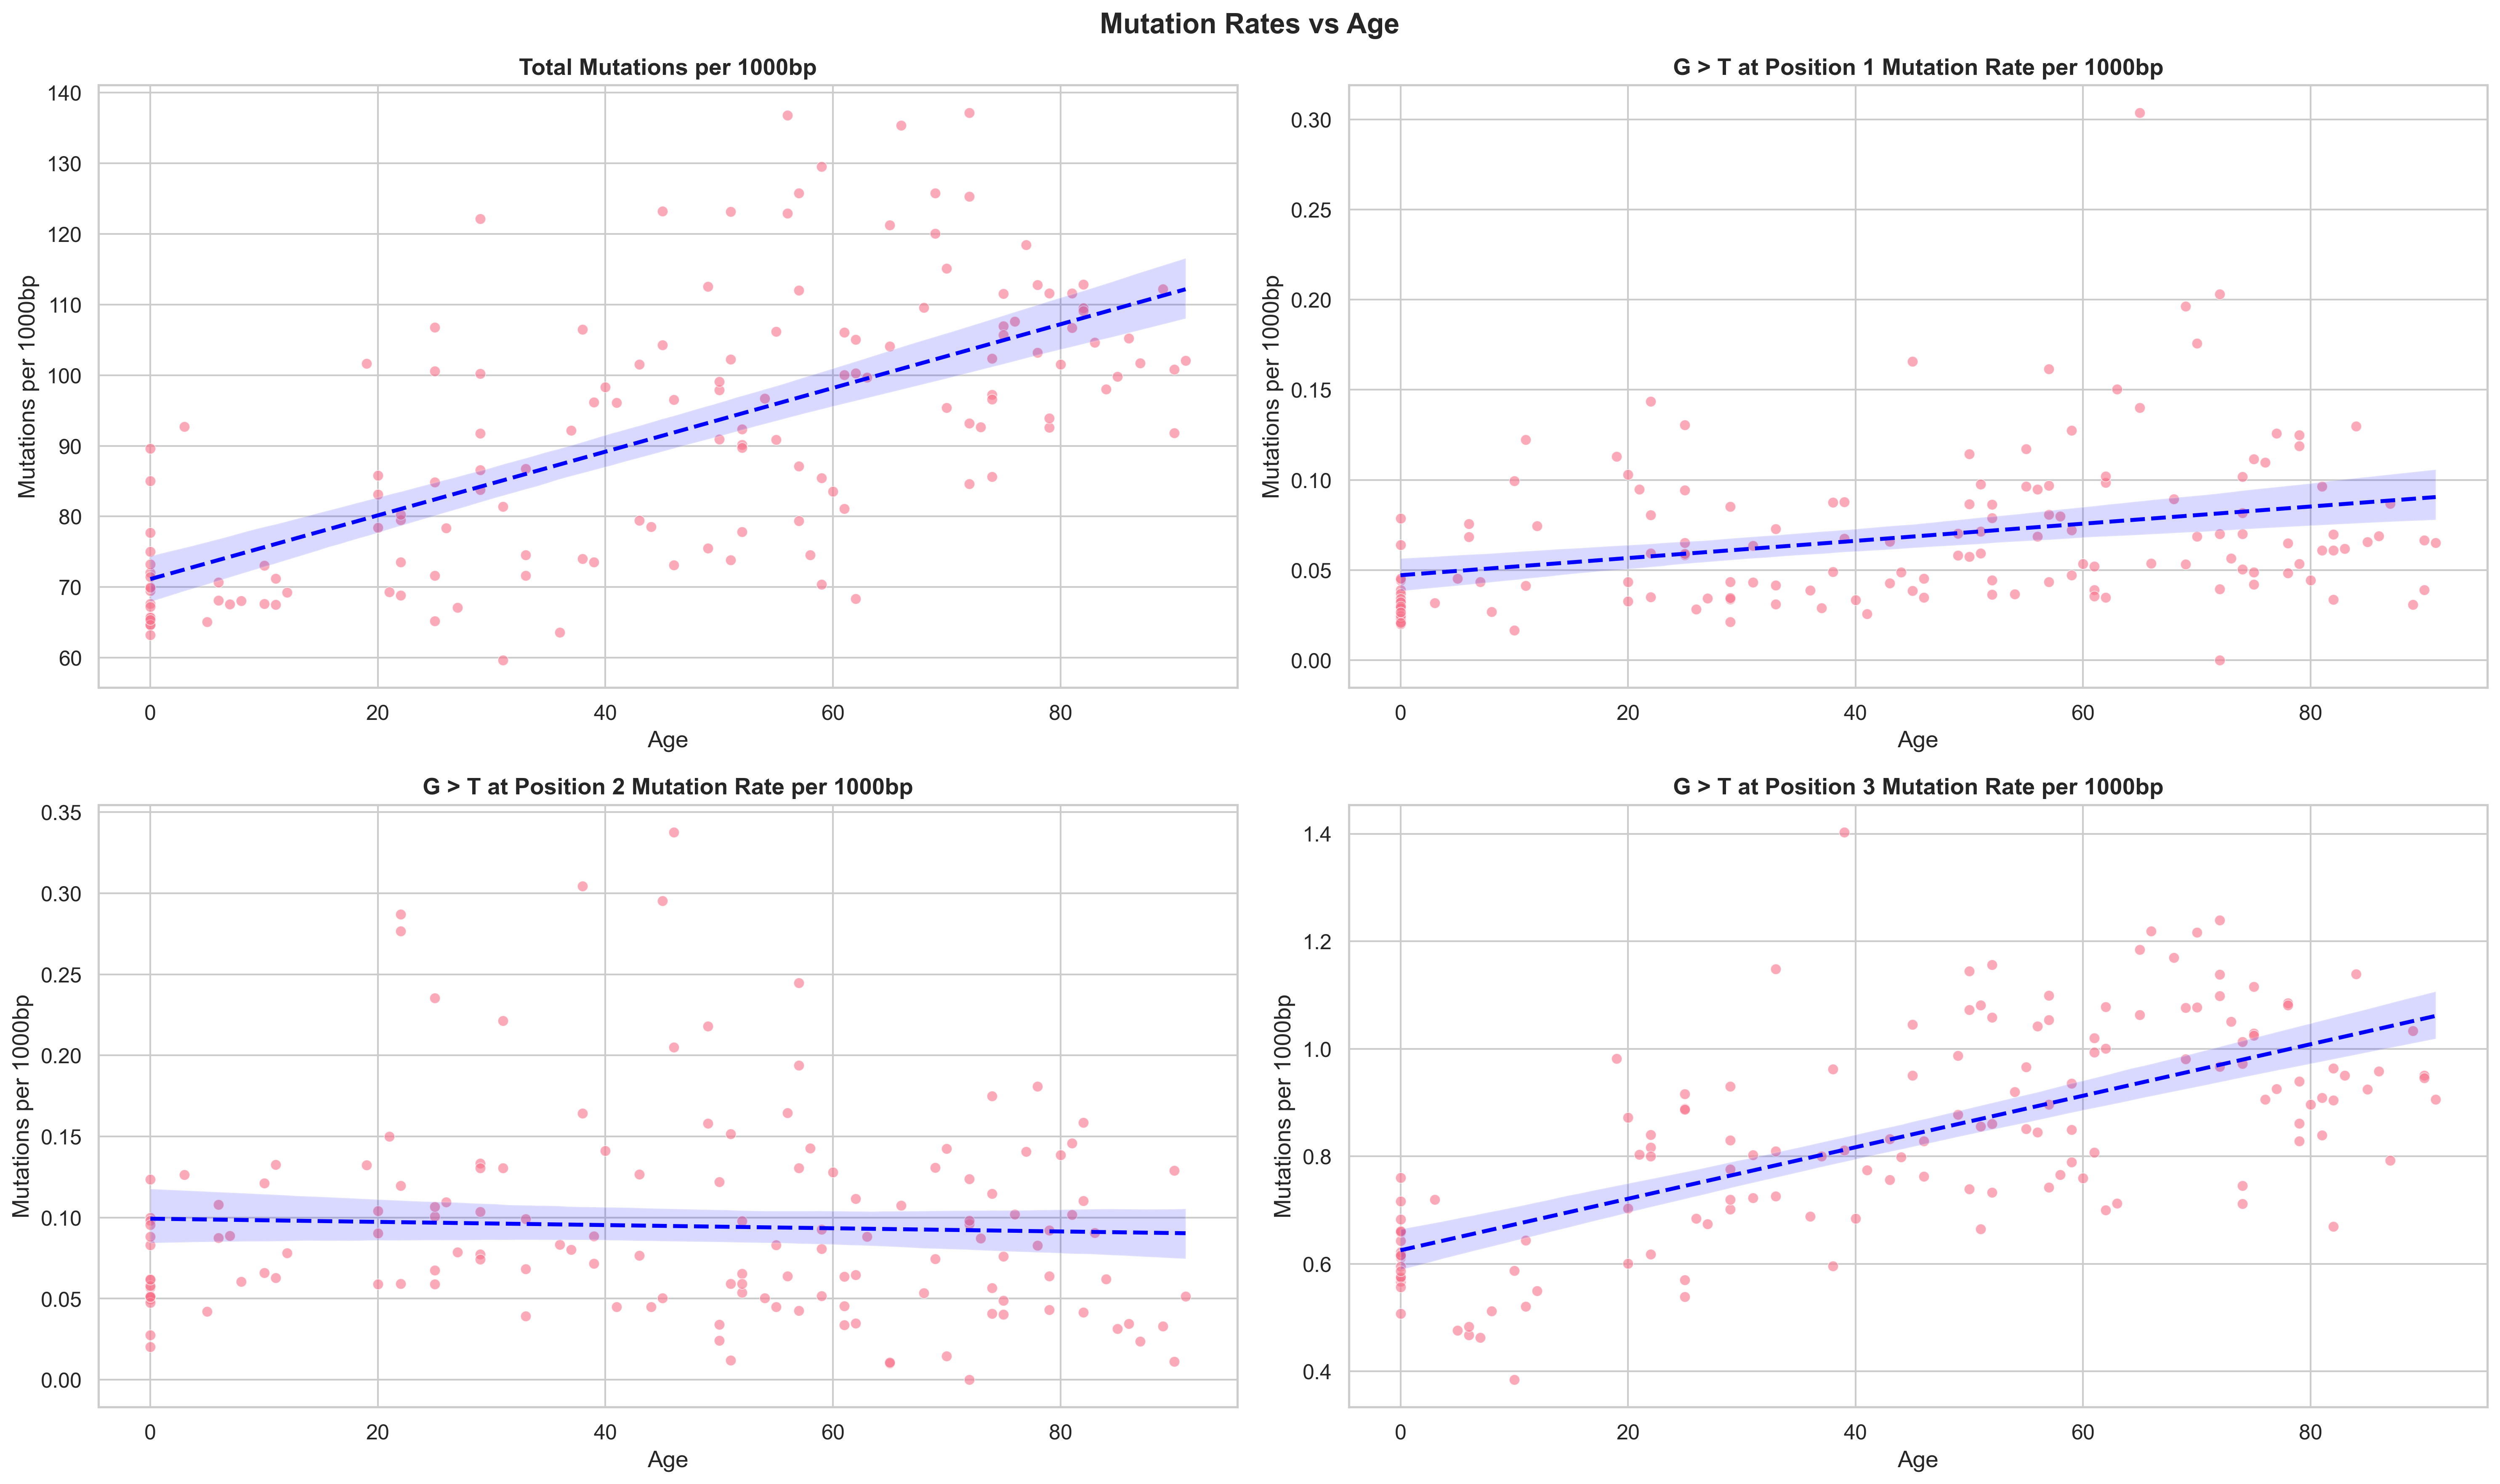 Mutation Rates vs Age
Total Mutations per 1000bp
Mutations per 1000bp
140
130
120
110
100
90
80
70
60
0 20 40 60 80
Age
G > T at Position 1 Mutation Rate per 1000bp
Mutations per 1000bp
0.30
0.25
0.20
0.15
0.10
0.05
0.00
0 20 40 60 80
Age
G > T at Position 2 Mutation Rate per 1000bp
Mutations per 1000bp
0.35
0.30
0.25
0.20
0.15
0.10
0.05
0.00
0 20 40 60 80
Age
G > T at Position 3 Mutation Rate per 1000bp
Mutations per 1000bp
1.4
1.2
1.0
0.8
0.6
0.4
0 20 40 60 80
Age